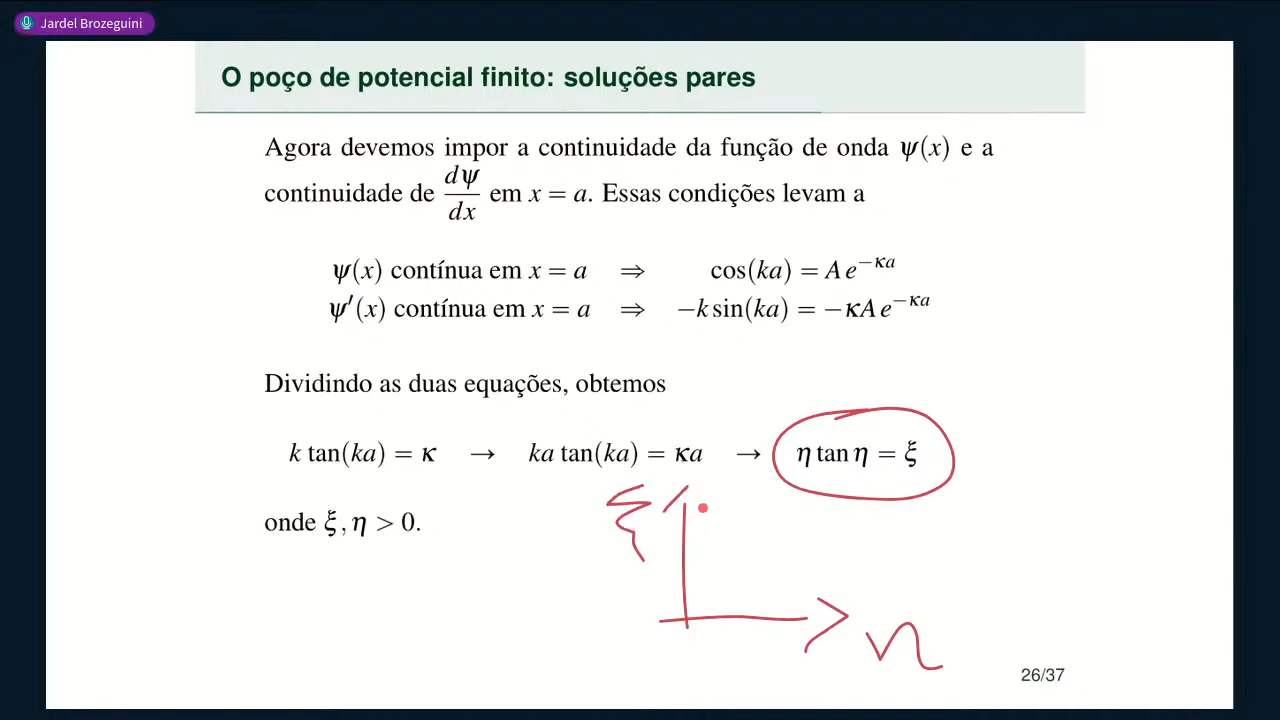 Jardel Brozeguini
O poço de potencial finito: soluções pares
Agora devemos impor a continuidade da função de onda ψ(x) e a
continuidade de dψ/dx em x = a. Essas condições levam a
ψ(x) contínua em x = a ⇒ cos(ka) = A e^{−κa}
ψ′(x) contínua em x = a ⇒ −k sin(ka) = −κA e^{−κa}
Dividindo as duas equações, obtemos
k tan(ka) = κ → ka tan(ka) = κa → η tan η = ξ
onde ξ, η > 0.
ξ
η
26/37